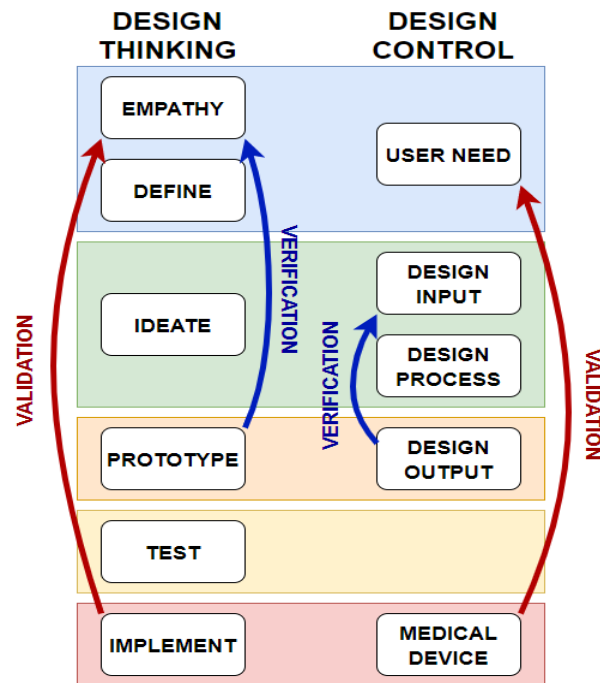 DESIGN
THINKING
DESIGN
CONTROL
EMPATHY
DEFINE
USER NEED
VERIFICATION
IDEATE
DESIGN
INPUT
DESIGN
PROCESS
VERIFICATION
VALIDATION
VALIDATION
PROTOTYPE
DESIGN
OUTPUT
TEST
IMPLEMENT
MEDICAL
DEVICE